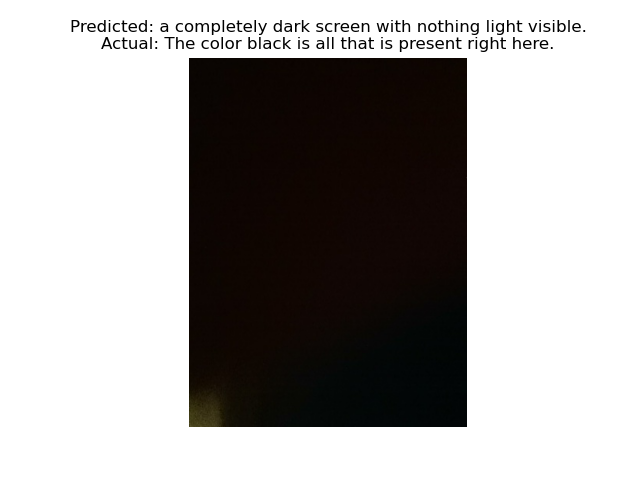 Predicted: a completely dark screen with nothing light visible.
Actual: The color black is all that is present right here.